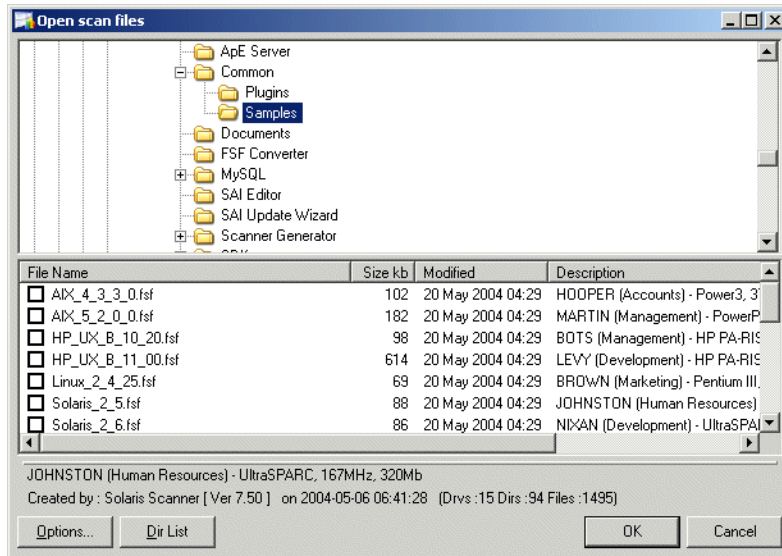 Open scan files
ApE Server
Common
Plugins
Samples
Documents
FSF Converter
MySQL
SAI Editor
SAI Update Wizard
Scanner Generator
File Name Size kb Modified Description
AIX_4_3_3_0.fsf 102 20 May 2004 04:29 HOOPER (Accounts) - Power3, 3
AIX_5_2_0_0.fsf 182 20 May 2004 04:29 MARTIN (Management) - PowerP
HP_UX_B_10_20.fsf 98 20 May 2004 04:29 BOTS (Management) - HP PA-RIS
HP_UX_B_11_00.fsf 614 20 May 2004 04:29 LEVY (Development) - HP PA-RIS
Linux_2_4_25.fsf 69 20 May 2004 04:29 BROWN (Marketing) - Pentium III,
Solaris_2_5.fsf 88 20 May 2004 04:29 JOHNSTON (Human Resources)
Solaris_2_6.fsf 86 20 May 2004 04:29 NIXAN (Development) - UltraSPA
JOHNSTON (Human Resources) - UltraSPARC, 167MHz, 320Mb
Created by : Solaris Scanner [ Ver 7.50 ] on 2004-05-06 06:41:28 (Drvs :15 Dirs :94 Files :1495)
Options... Dir List OK Cancel